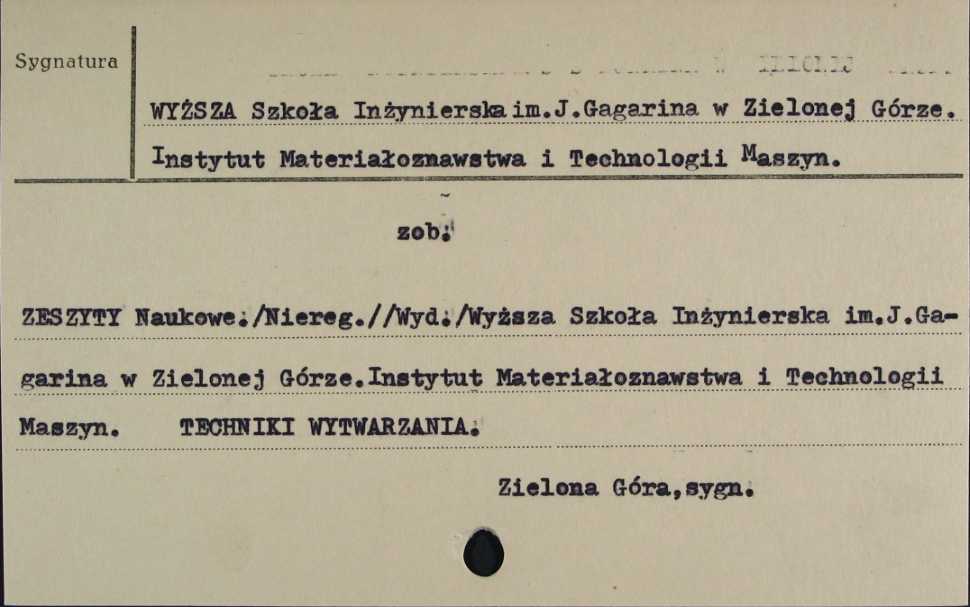 Sygnatura
WYŻSZA Szkoła Inżynierska im.J.Gagarina w Zielonej Górze.
Instytut Materiałoznawstwa i Technologii Maszyn.
zob.
ZESZYTY Naukowe./Niereg.//Wyd./Wyższa Szkoła Inżynierska im.J.Ga-
garina w Zielonej Górze.Instytut Materiałoznawstwa i Technologii
Maszyn. TECHNIKI WYTWARZANIA.
Zielona Góra,sygn.